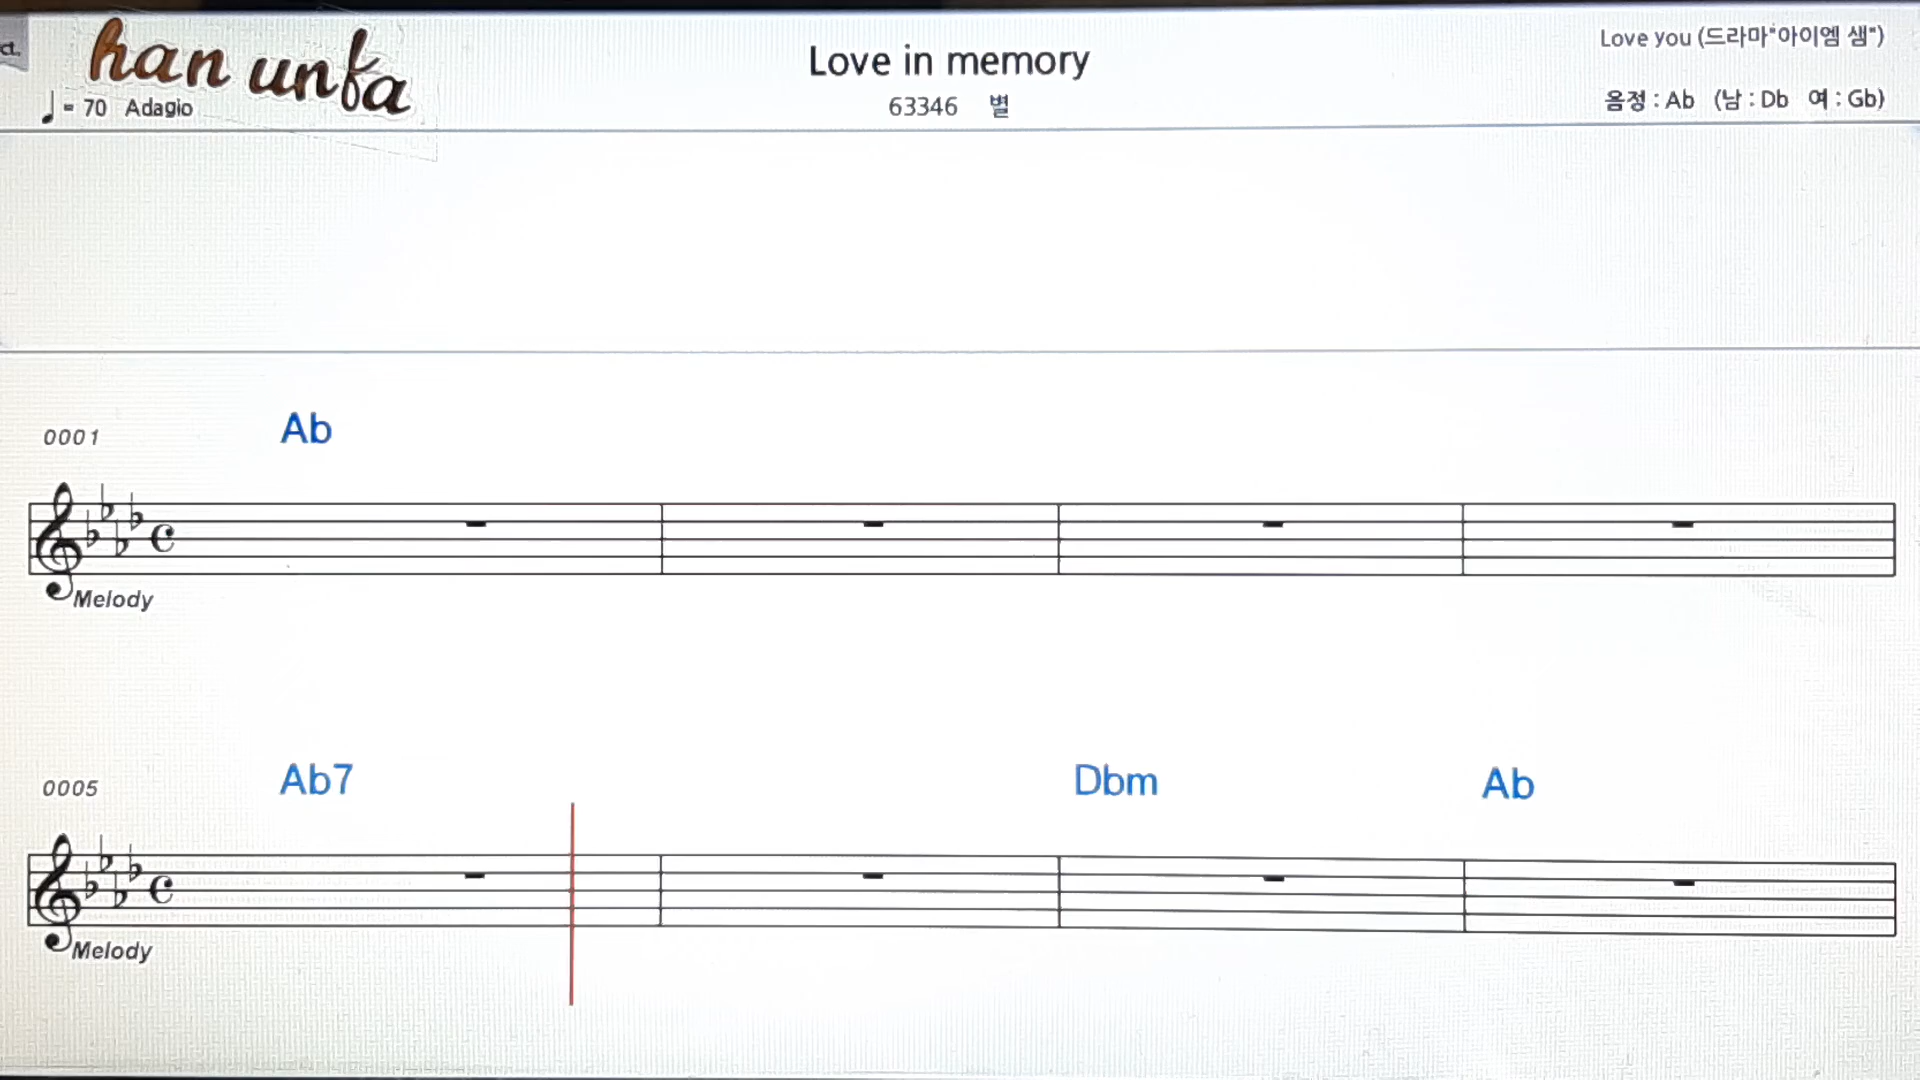 ct.
han unfa
♩= 70 Adagio
Love in memory
63346 별
Love you (드라마"아이엠 샘")
음정 : Ab (남 : Db 여 : Gb)
0001 Ab
Melody
0005 Ab7 Dbm Ab
Melody